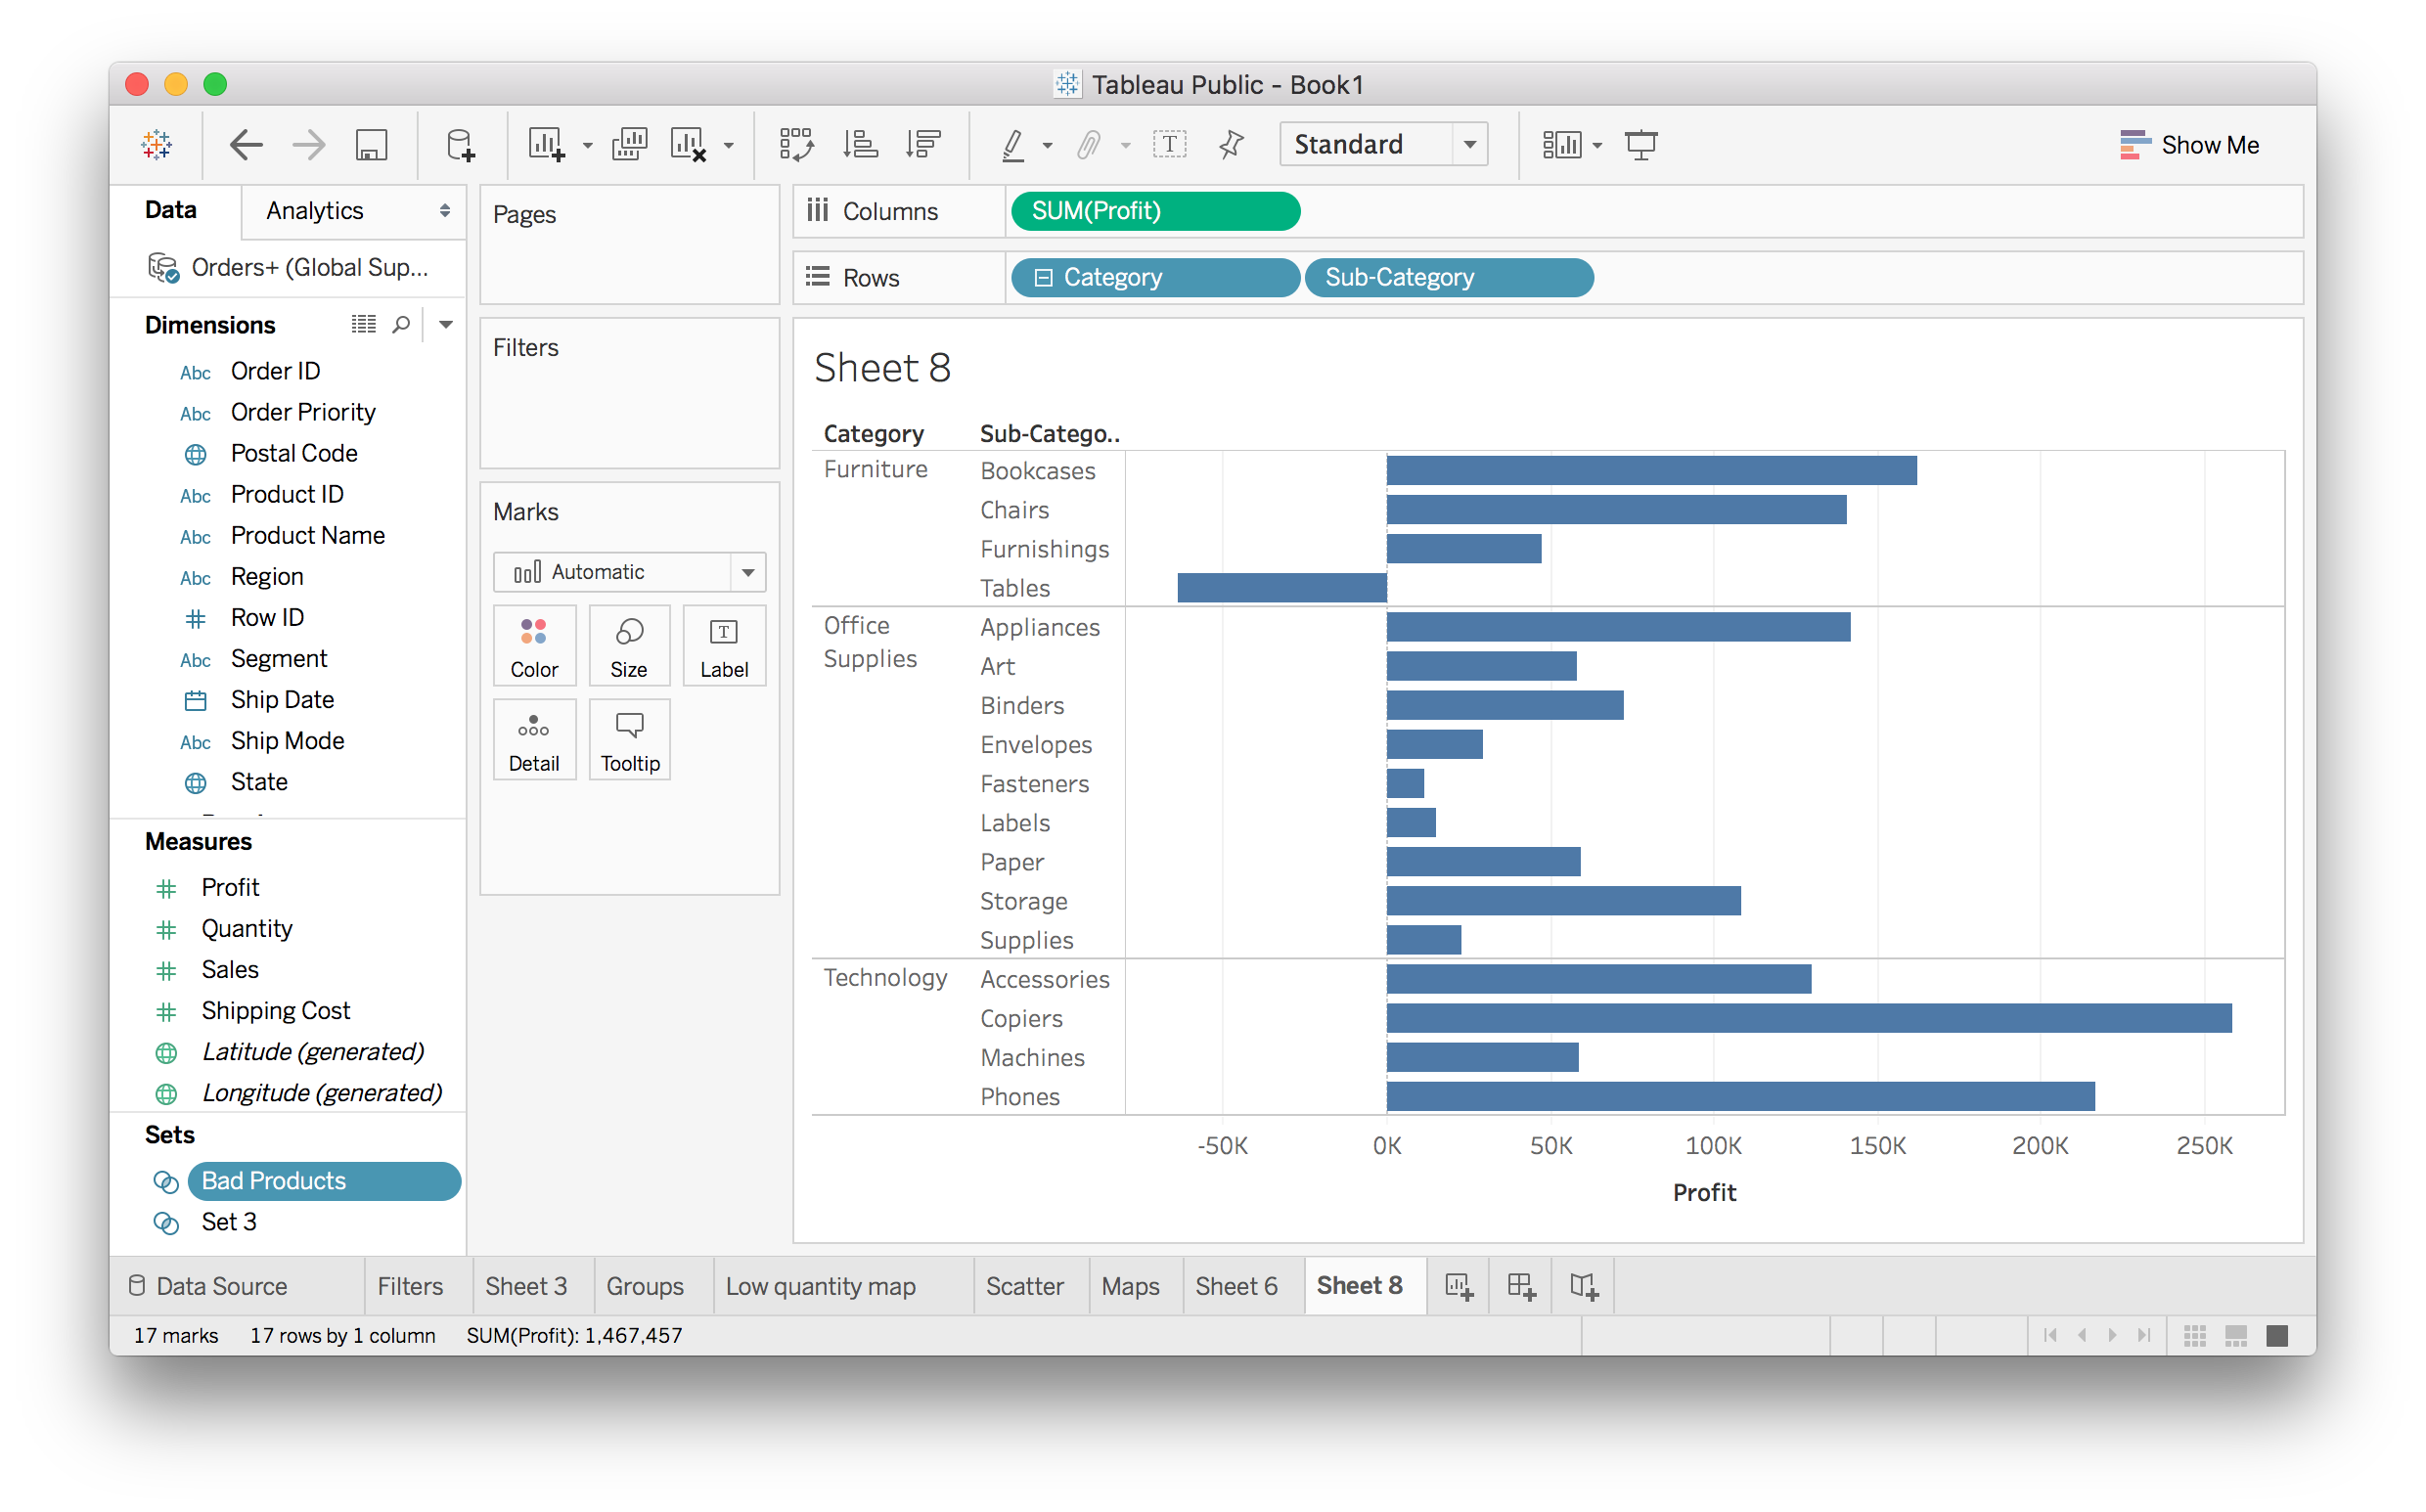 Tableau Public - Book1
Standard
Show Me
Data
Analytics
Orders+ (Global Sup...
Dimensions
Abc Order ID
Abc Order Priority
Postal Code
Abc Product ID
Abc Product Name
Abc Region
Row ID
Abc Segment
Ship Date
Abc Ship Mode
State
Measures
Profit
Quantity
Sales
Shipping Cost
Latitude (generated)
Longitude (generated)
Sets
Bad Products
Set 3
Pages
Filters
Marks
Automatic
Color Size Label
Detail Tooltip
Columns SUM(Profit)
Rows Category Sub-Category
Sheet 8
Category Sub-Catego..
Furniture Bookcases
Chairs
Furnishings
Tables
Office Appliances
Supplies Art
Binders
Envelopes
Fasteners
Labels
Paper
Storage
Supplies
Technology Accessories
Copiers
Machines
Phones
-50K 0K 50K 100K 150K 200K 250K
Profit
Data Source Filters Sheet 3 Groups Low quantity map Scatter Maps Sheet 6 Sheet 8
17 marks 17 rows by 1 column SUM(Profit): 1,467,457